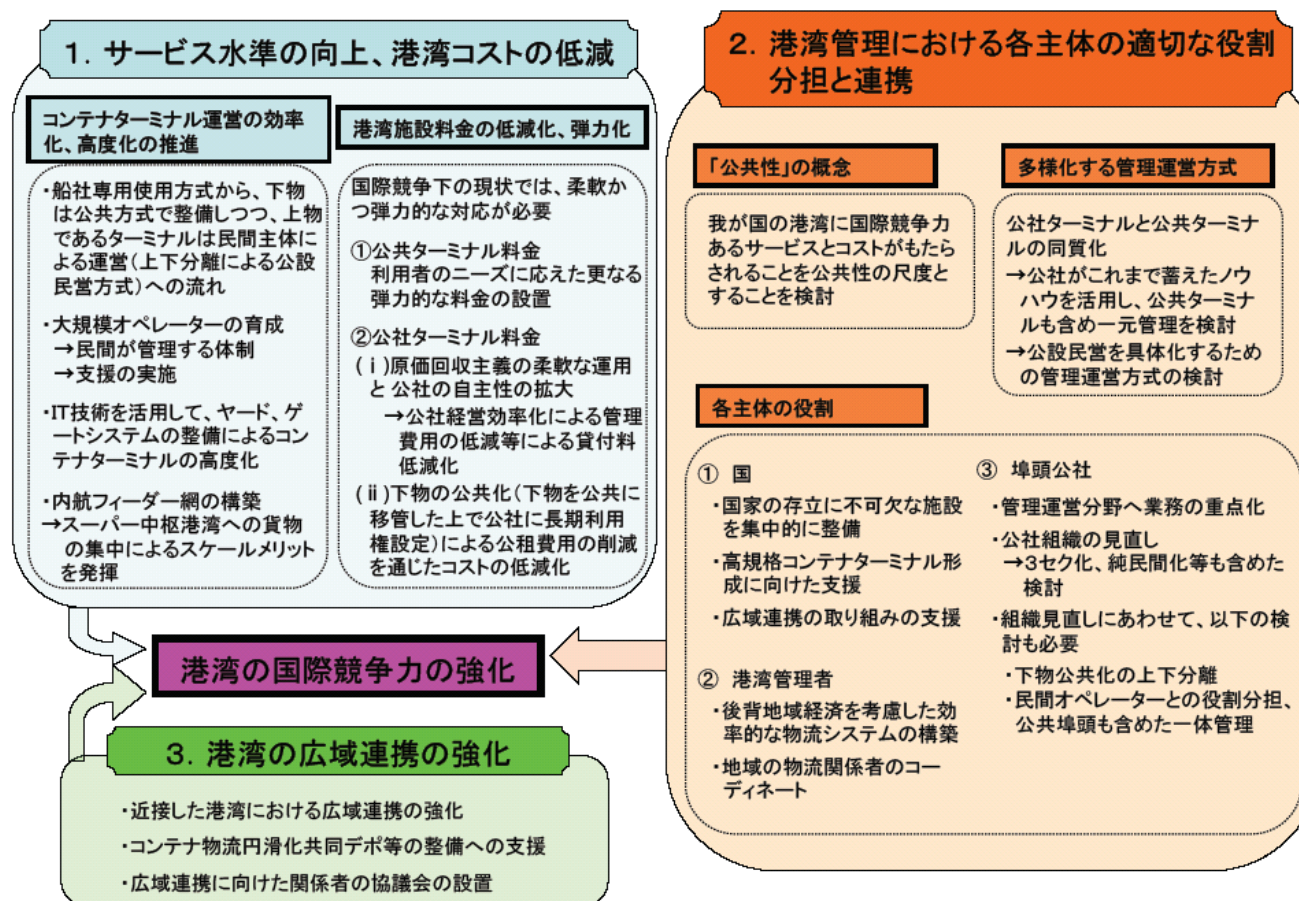 1．サービス水準の向上、港湾コストの低減
コンテナターミナル運営の効率
化、高度化の推進
・船社専用使用方式から、下物
は公共方式で整備しつつ、上物
であるターミナルは民間主体に
よる運営(上下分離による公設
民営方式)への流れ
・大規模オペレーターの育成
→民間が管理する体制
→支援の実施
・IT技術を活用して、ヤード、ゲ
ートシステムの整備によるコン
テナターミナルの高度化
・内航フィーダー網の構築
→スーパー中枢港湾への貨物
の集中によるスケールメリット
を発揮
港湾施設料金の低減化、弾力化
国際競争下の現状では、柔軟か
つ弾力的な対応が必要
①公共ターミナル料金
利用者のニーズに応えた更なる
弾力的な料金の設置
②公社ターミナル料金
(ⅰ)原価回収主義の柔軟な運用
と公社の自主性の拡大
→公社経営効率化による管理
費用の低減等による貸付料
低減化
(ⅱ)下物の公共化(下物を公共に
移管した上で公社に長期利用
権設定)による公租費用の削減
を通じたコストの低減化
2．港湾管理における各主体の適切な役割
分担と連携
「公共性」の概念
我が国の港湾に国際競争力
あるサービスとコストがもたら
されることを公共性の尺度と
することを検討
多様化する管理運営方式
公社ターミナルと公共ターミナ
ルの同質化
→公社がこれまで蓄えたノウ
ハウを活用し、公共ターミナ
ルも含め一元管理を検討
→公設民営を具体化するため
の管理運営方式の検討
各主体の役割
① 国
・国家の存立に不可欠な施設
を集中的に整備
・高規格コンテナターミナル形
成に向けた支援
・広域連携の取り組みの支援
② 港湾管理者
・後背地域経済を考慮した効
率的な物流システムの構築
・地域の物流関係者のコー
ディネート
③ 埠頭公社
・管理運営分野へ業務の重点化
・公社組織の見直し
→3セク化、純民間化等も含めた
検討
・組織見直しにあわせて、以下の検
討も必要
・下物公共化の上下分離
・民間オペレーターとの役割分担、
公共埠頭も含めた一体管理
港湾の国際競争力の強化
3．港湾の広域連携の強化
・近接した港湾における広域連携の強化
・コンテナ物流円滑化共同デポ等の整備への支援
・広域連携に向けた関係者の協議会の設置